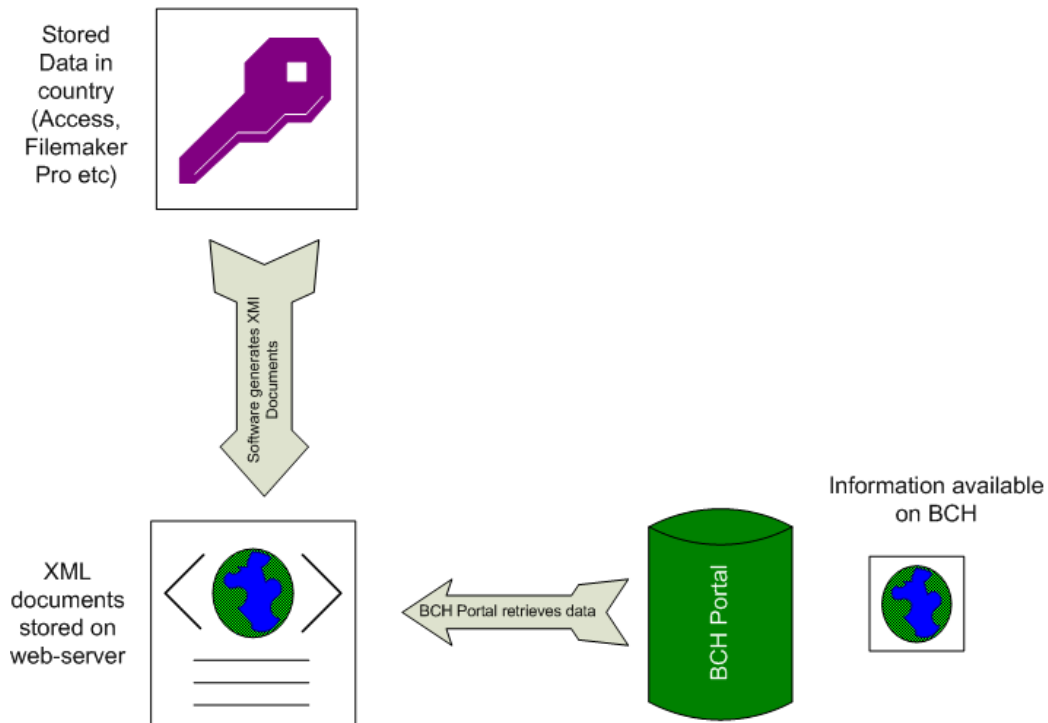 Stored
Data in
country
(Access,
Filemaker
Pro etc)
Software generates XMl
Documents
XML
documents
stored on
web-server
BCH Portal retrieves data
BCH Portal
Information available
on BCH